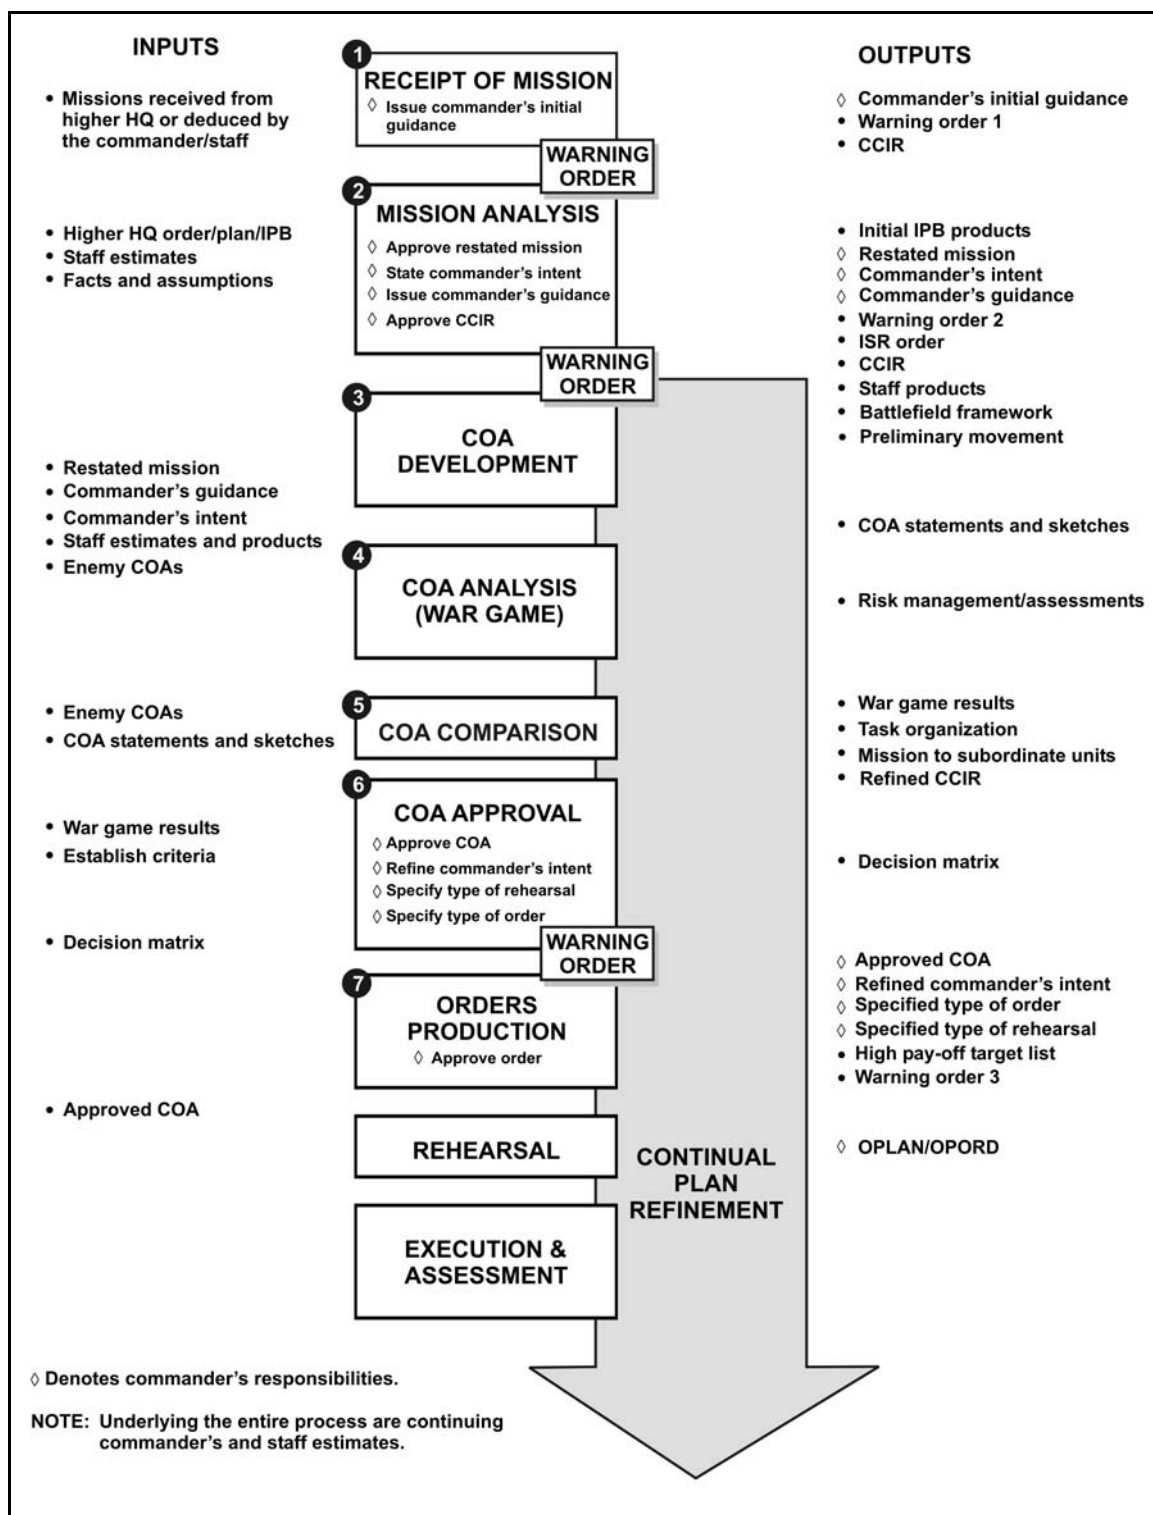 INPUTS
• Missions received from
higher HQ or deduced by
the commander/staff
• Higher HQ order/plan/IPB
• Staff estimates
• Facts and assumptions
• Restated mission
• Commander's guidance
• Commander's intent
• Staff estimates and products
• Enemy COAs
• Enemy COAs
• COA statements and sketches
• War game results
• Establish criteria
• Decision matrix
• Approved COA
1
RECEIPT OF MISSION
◊ Issue commander's initial
guidance
WARNING
ORDER
2
MISSION ANALYSIS
◊ Approve restated mission
◊ State commander's intent
◊ Issue commander's guidance
◊ Approve CCIR
WARNING
ORDER
3
COA
DEVELOPMENT
4
COA ANALYSIS
(WAR GAME)
5
COA COMPARISON
6
COA APPROVAL
◊ Approve COA
◊ Refine commander's intent
◊ Specify type of rehearsal
◊ Specify type of order
WARNING
ORDER
7
ORDERS
PRODUCTION
◊ Approve order
REHEARSAL
EXECUTION &
ASSESSMENT
CONTINUAL
PLAN
REFINEMENT
OUTPUTS
◊ Commander's initial guidance
• Warning order 1
• CCIR
• Initial IPB products
◊ Restated mission
◊ Commander's intent
◊ Commander's guidance
• Warning order 2
• ISR order
• CCIR
• Staff products
• Battlefield framework
• Preliminary movement
• COA statements and sketches
• Risk management/assessments
• War game results
• Task organization
• Mission to subordinate units
• Refined CCIR
• Decision matrix
◊ Approved COA
◊ Refined commander's intent
◊ Specified type of order
◊ Specified type of rehearsal
• High pay-off target list
• Warning order 3
◊ OPLAN/OPORD
◊ Denotes commander's responsibilities.
NOTE: Underlying the entire process are continuing
commander's and staff estimates.